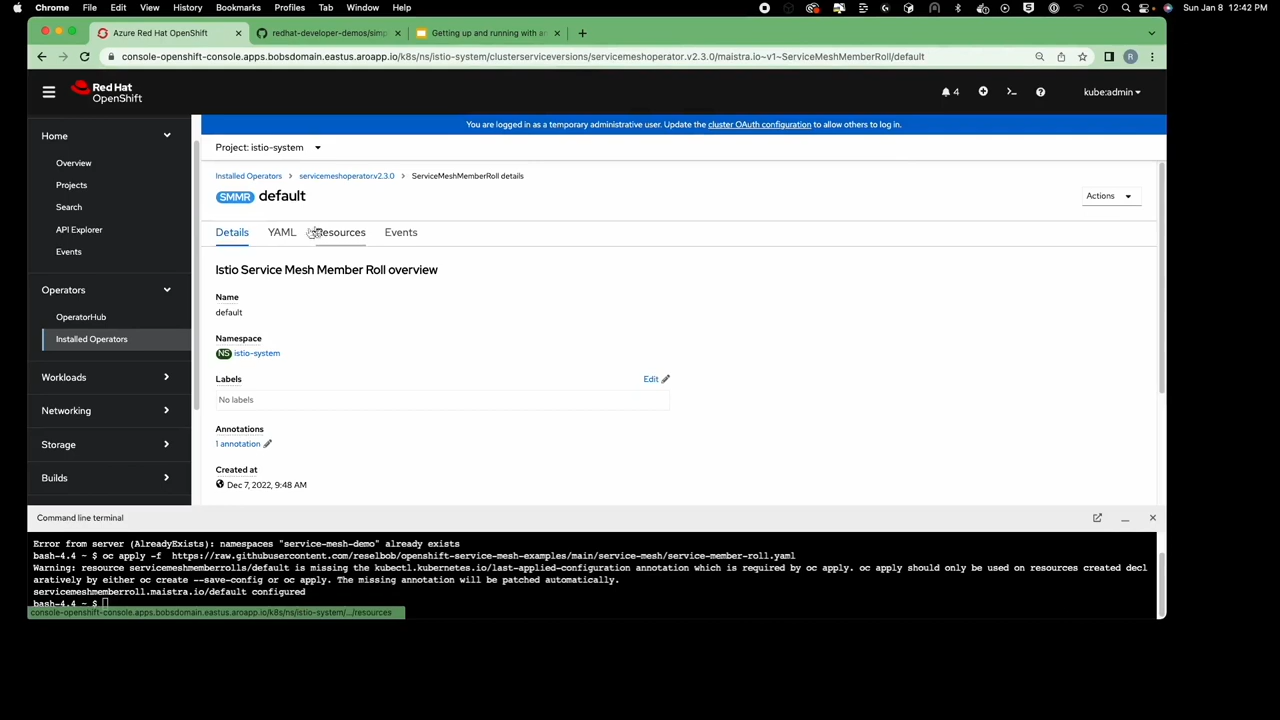 Chrome File Edit View History Bookmarks Profiles Tab Window Help Sun Jan 8 12:42 PM
Azure Red Hat OpenShift redhat-developer-demos/simp Getting up and running with an
console-openshift-console.apps.bobsdomain.eastus.aroapp.io/k8s/ns/istio-system/clusterserviceversions/servicemeshoperator.v2.3.0/maistra.io~v1~ServiceMeshMemberRoll/default R
Red Hat
OpenShift
4 kube:admin
You are logged in as a temporary administrative user. Update the cluster OAuth configuration to allow others to log in.
Home
Overview
Projects
Search
API Explorer
Events
Operators
OperatorHub
Installed Operators
Workloads
Networking
Storage
Builds
Project: istio-system
Installed Operators servicemeshoperator.v2.3.0 ServiceMeshMemberRoll details
SMMR default
Actions
Details YAML Resources Events
Istio Service Mesh Member Roll overview
Name
default
Namespace
NS istio-system
Labels Edit
No labels
Annotations
1 annotation
Created at
Dec 7, 2022, 9:48 AM
Command line terminal
Error from server (AlreadyExists): namespaces "service-mesh-demo" already exists
bash-4.4 ~ $ oc apply -f https://raw.githubusercontent.com/reselbob/openshift-service-mesh-examples/main/service-mesh/service-member-roll.yaml
Warning: resource servicemeshmemberrolls/default is missing the kubectl.kubernetes.io/last-applied-configuration annotation which is required by oc apply. oc apply should only be used on resources created decl
aratively by either oc create --save-config or oc apply. The missing annotation will be patched automatically.
servicemeshmemberroll.maistra.io/default configured
bash-4.4 ~ $
console-openshift-console.apps.bobsdomain.eastus.aroapp.io/k8s/ns/istio-system/.../resources